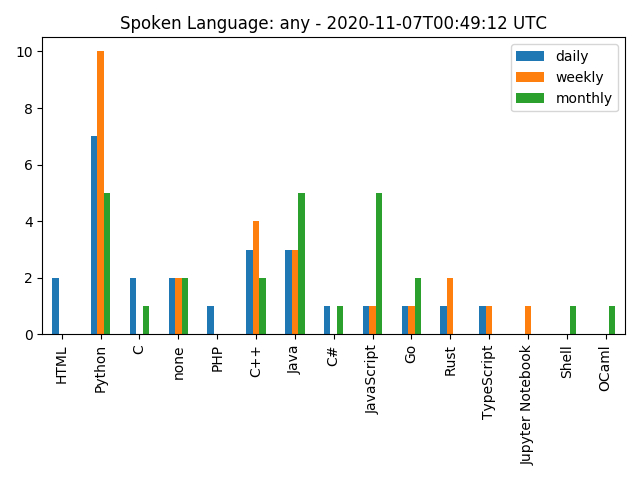 Spoken Language: any - 2020-11-07T00:49:12 UTC
daily
weekly
monthly
10
8
6
4
2
0
HTML
Python
C
none
PHP
C++
Java
C#
JavaScript
Go
Rust
TypeScript
Jupyter Notebook
Shell
OCaml